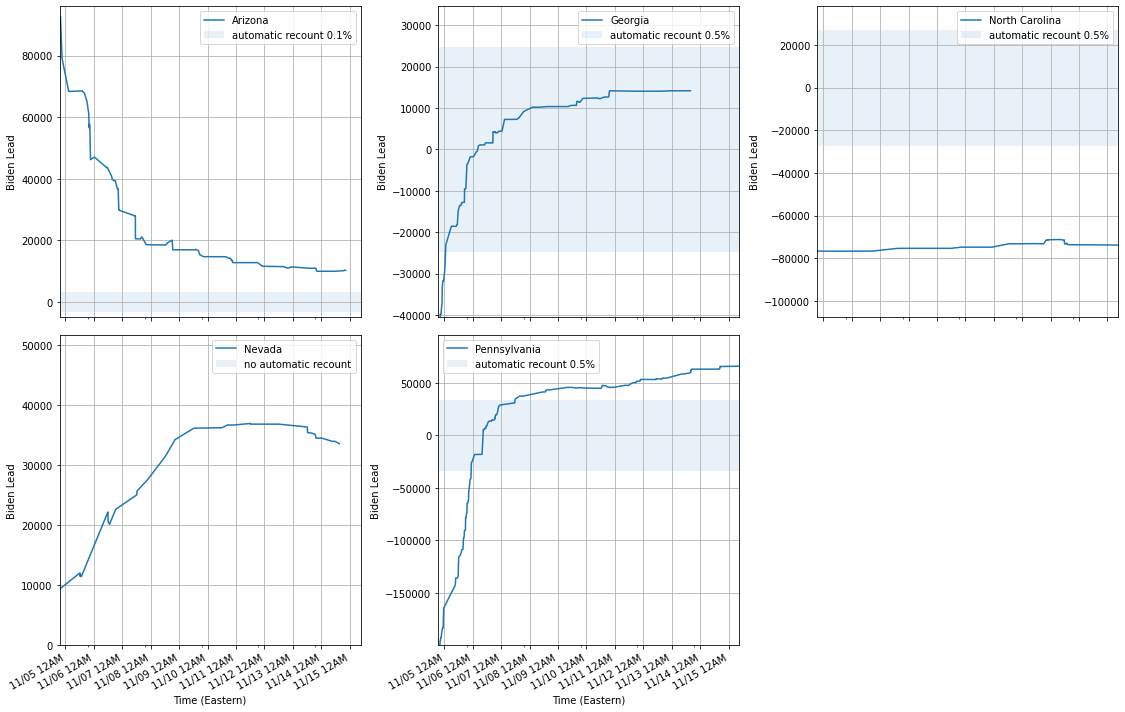 Arizona
automatic recount 0.1%
Biden Lead
80000
60000
40000
20000
0
Georgia
automatic recount 0.5%
Biden Lead
30000
20000
10000
0
−10000
−20000
−30000
−40000
North Carolina
automatic recount 0.5%
Biden Lead
20000
0
−20000
−40000
−60000
−80000
−100000
Nevada
no automatic recount
Biden Lead
50000
40000
30000
20000
10000
0
11/05 12AM
11/06 12AM
11/07 12AM
11/08 12AM
11/09 12AM
11/10 12AM
11/11 12AM
11/12 12AM
11/13 12AM
11/14 12AM
11/15 12AM
Time (Eastern)
Pennsylvania
automatic recount 0.5%
Biden Lead
50000
0
−50000
−100000
−150000
11/05 12AM
11/06 12AM
11/07 12AM
11/08 12AM
11/09 12AM
11/10 12AM
11/11 12AM
11/12 12AM
11/13 12AM
11/14 12AM
11/15 12AM
Time (Eastern)